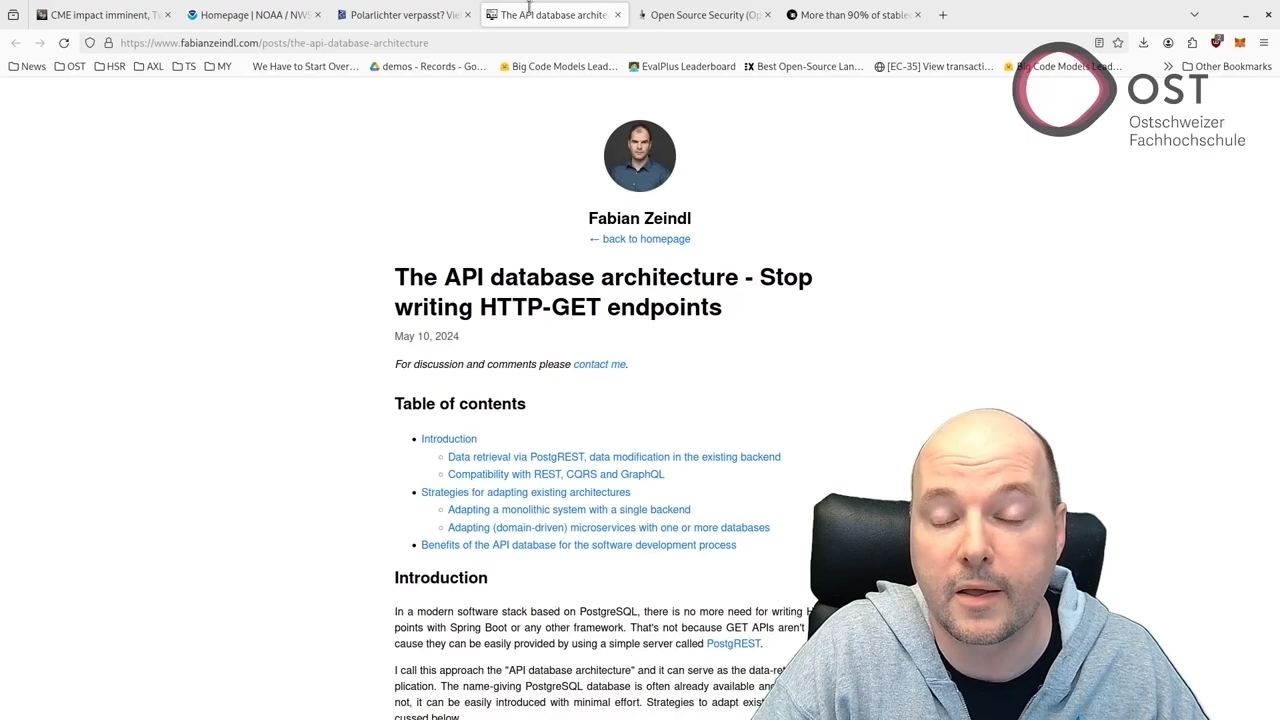 CME impact imminent, Tv
Homepage | NOAA / NWS
Polarlichter verpasst? Vie
The API database archite
Open Source Security (Op
More than 90% of stable
https://www.fabianzeindl.com/posts/the-api-database-architecture
News
OST
HSR
AXL
TS
MY
We Have to Start Over…
demos - Records - Go…
Big Code Models Lead…
EvalPlus Leaderboard
Best Open-Source Lan…
[EC-35] View transacti…
Big Code Models Lead…
Other Bookmarks
OST
Ostschweizer
Fachhochschule
Fabian Zeindl
← back to homepage
The API database architecture - Stop
writing HTTP-GET endpoints
May 10, 2024
For discussion and comments please contact me.
Table of contents
Introduction
Data retrieval via PostgREST, data modification in the existing backend
Compatibility with REST, CQRS and GraphQL
Strategies for adapting existing architectures
Adapting a monolithic system with a single backend
Adapting (domain-driven) microservices with one or more databases
Benefits of the API database for the software development process
Introduction
In a modern software stack based on PostgreSQL, there is no more need for writing
points with Spring Boot or any other framework. That's not because GET APIs aren't
cause they can be easily provided by using a simple server called PostgREST.
I call this approach the "API database architecture" and it can serve as the data-ret
plication. The name-giving PostgreSQL database is often already available and
not, it can be easily introduced with minimal effort. Strategies to adapt exis
cussed below.